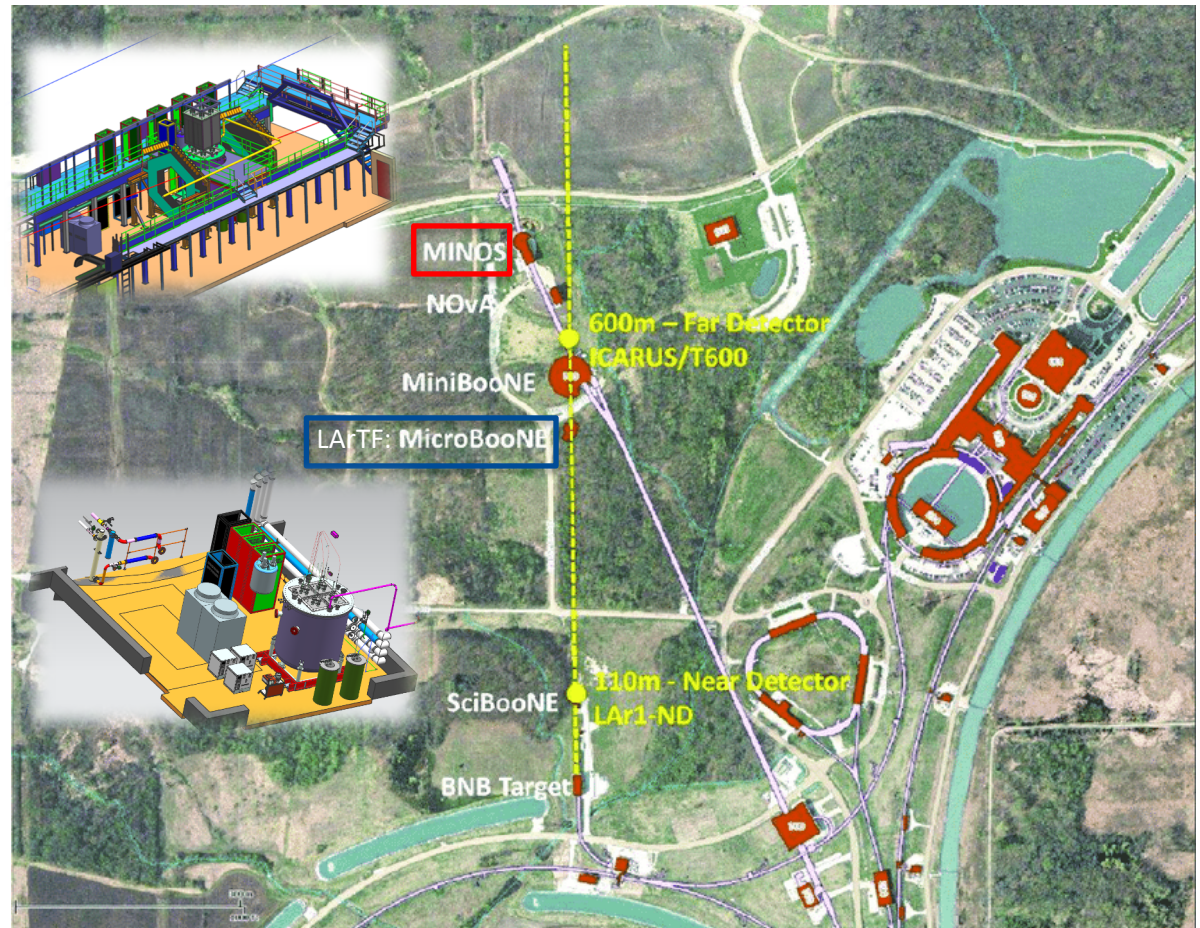 MINOS
NOvA
600m – Far Detector
ICARUS/T600
MiniBooNE
LArTF: MicroBooNE
110m - Near Detector
SciBooNE
LAr1-ND
BNB Target